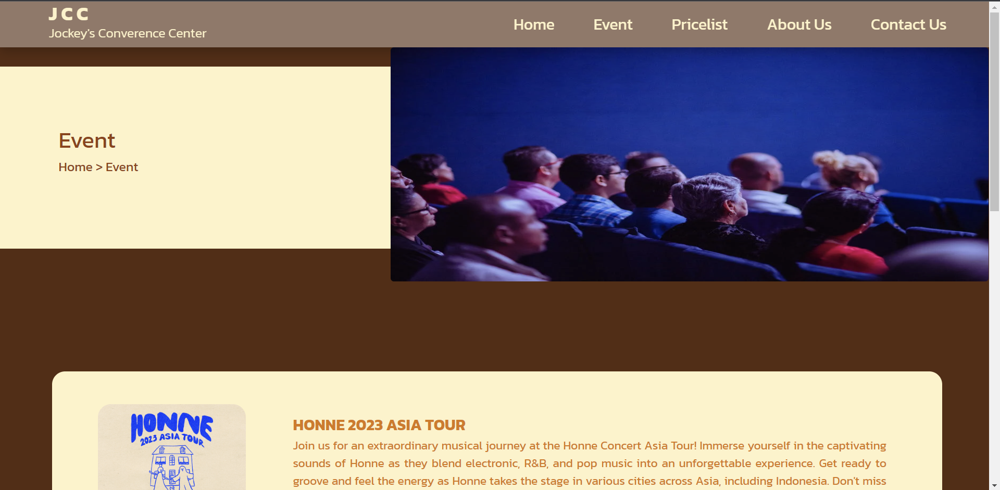 JCC
Jockey's Converence Center
Home Event Pricelist About Us Contact Us
Event
Home > Event
HONNE
2023 ASIA TOUR
HONNE 2023 ASIA TOUR
Join us for an extraordinary musical journey at the Honne Concert Asia Tour! Immerse yourself in the captivating
sounds of Honne as they blend electronic, R&B, and pop music into an unforgettable experience. Get ready to
groove and feel the energy as Honne takes the stage in various cities across Asia, including Indonesia. Don't miss